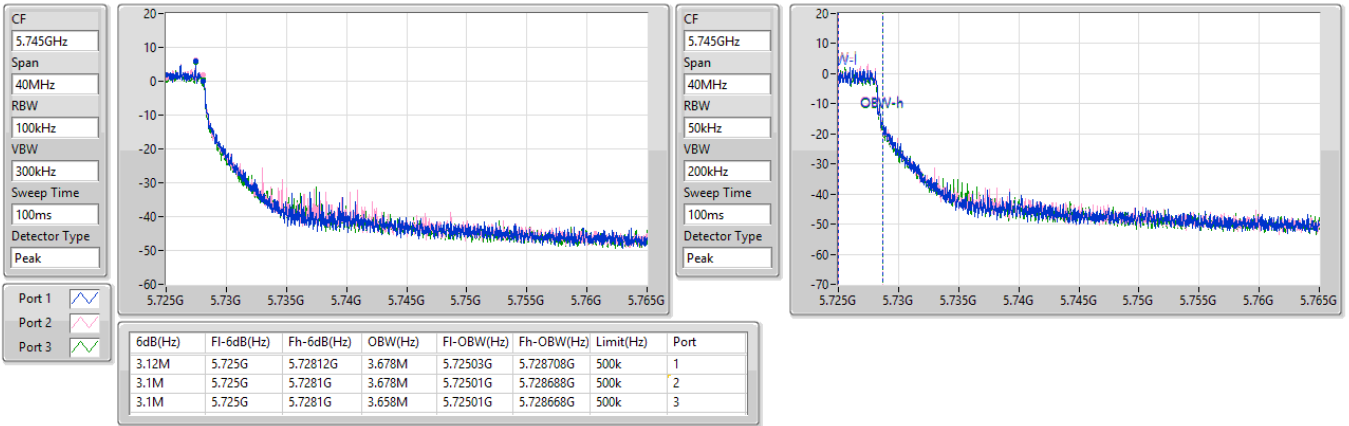 CF
5.745GHz
Span
40MHz
RBW
100kHz
VBW
300kHz
Sweep Time
100ms
Detector Type
Peak
20
10
0
-10
-20
-30
-40
-50
-60
5.725G 5.73G 5.735G 5.74G 5.745G 5.75G 5.755G 5.76G 5.765G
CF
5.745GHz
Span
40MHz
RBW
50kHz
VBW
200kHz
Sweep Time
100ms
Detector Type
Peak
20
10
0
-10
-20
-30
-40
-50
-60
-70
W-l
OBW-h
5.725G 5.73G 5.735G 5.74G 5.745G 5.75G 5.755G 5.76G 5.765G
Port 1
Port 2
Port 3
6dB(Hz) Fl-6dB(Hz) Fh-6dB(Hz) OBW(Hz) Fl-OBW(Hz) Fh-OBW(Hz) Limit(Hz) Port
3.12M 5.725G 5.72812G 3.678M 5.72503G 5.728708G 500k 1
3.1M 5.725G 5.7281G 3.678M 5.72501G 5.728688G 500k 2
3.1M 5.725G 5.7281G 3.658M 5.72501G 5.728668G 500k 3